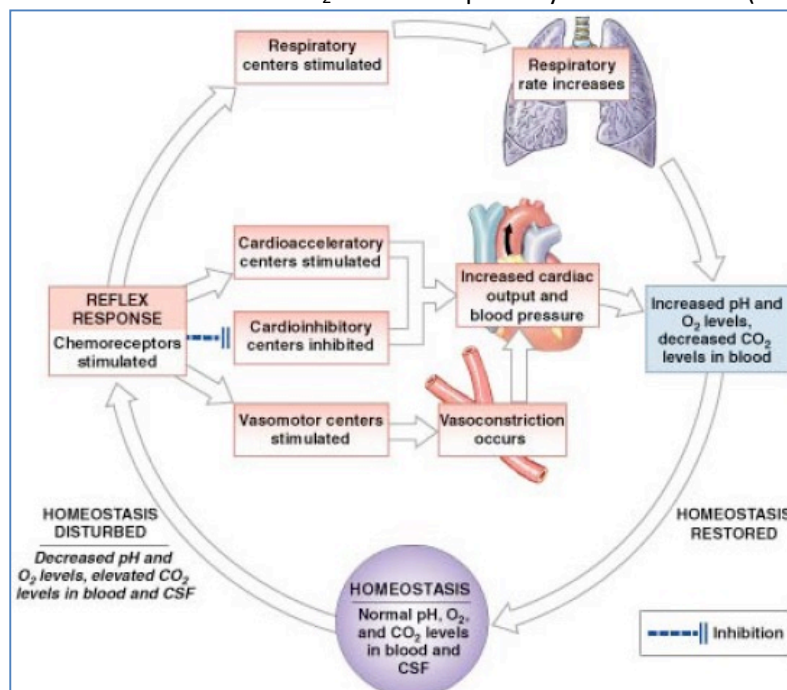 2
(
Respiratory
centers stimulated
Respiratory
rate increases
Cardioacceleratory
centers stimulated
REFLEX
RESPONSE
Chemoreceptors
stimulated
Cardioinhibitory
centers inhibited
Increased cardiac
output and
blood pressure
Increased pH and
O₂ levels,
decreased CO₂
levels in blood
Vasomotor centers
stimulated
Vasoconstriction
occurs
HOMEOSTASIS
DISTURBED
Decreased pH and
O₂ levels, elevated CO₂
levels in blood and CSF
HOMEOSTASIS
RESTORED
HOMEOSTASIS
Normal pH, O₂,
and CO₂ levels
in blood and
CSF
Inhibition